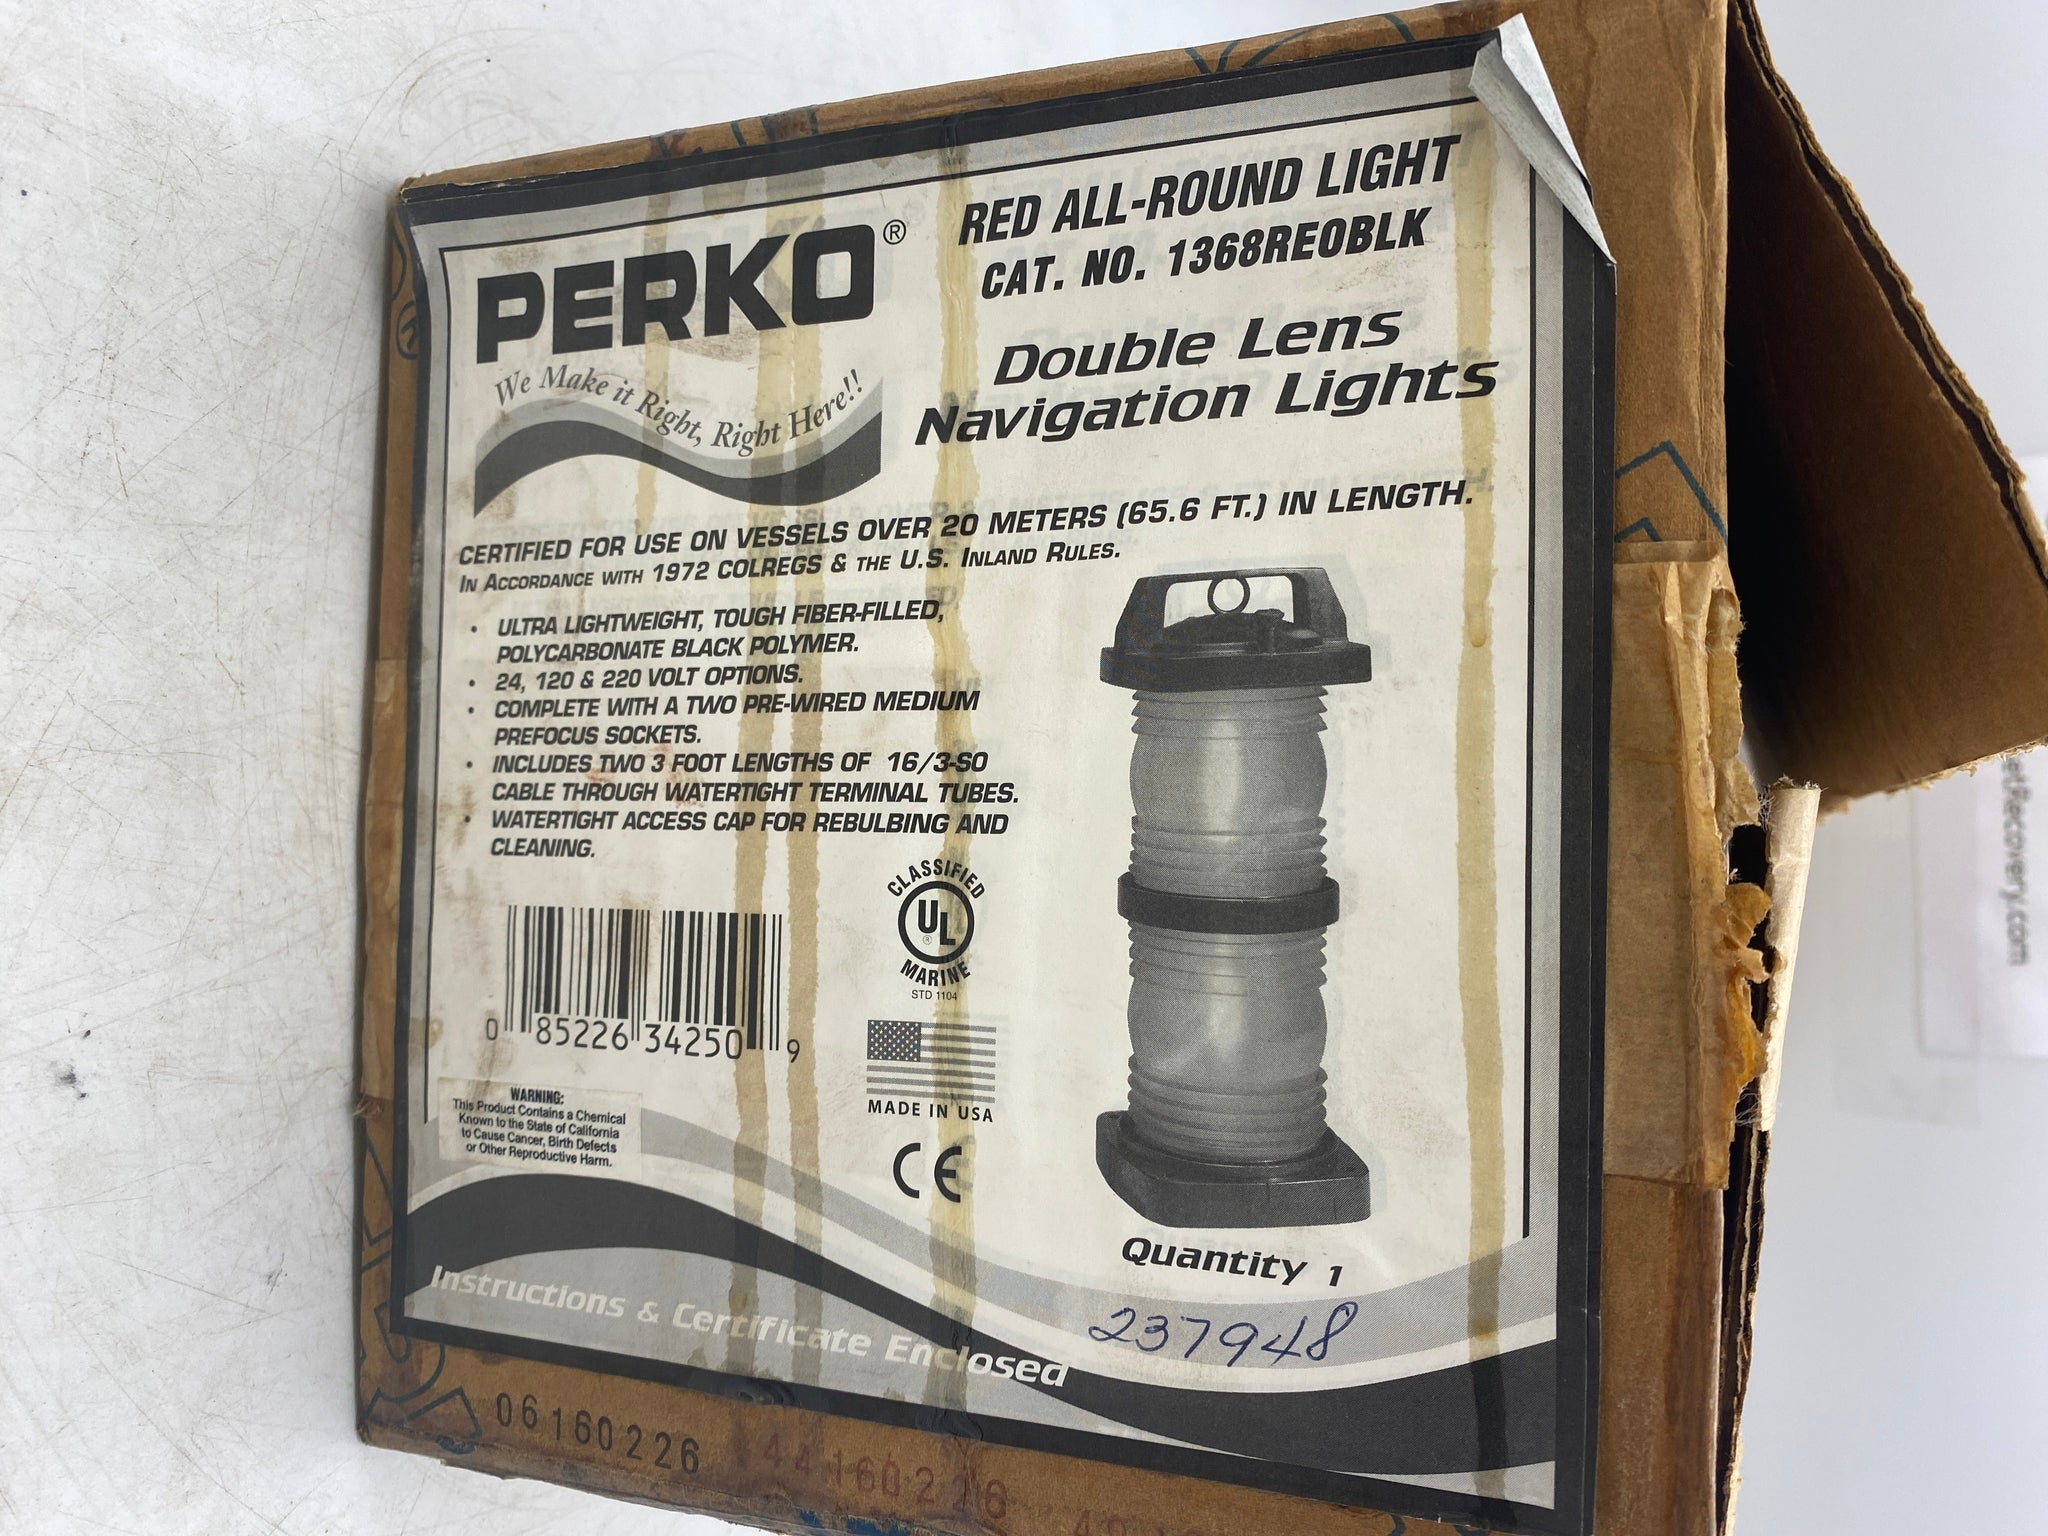 PERKO®
We Make it Right, Right Here!!
RED ALL-ROUND LIGHT
CAT. NO. 1368RE0BLK
Double Lens
Navigation Lights
CERTIFIED FOR USE ON VESSELS OVER 20 METERS (65.6 FT.) IN LENGTH.
IN ACCORDANCE WITH 1972 COLREGS & THE U.S. INLAND RULES.
• ULTRA LIGHTWEIGHT, TOUGH FIBER-FILLED,
POLYCARBONATE BLACK POLYMER.
• 24, 120 & 220 VOLT OPTIONS.
• COMPLETE WITH A TWO PRE-WIRED MEDIUM
PREFOCUS SOCKETS.
• INCLUDES TWO 3 FOOT LENGTHS OF 16/3-SO
CABLE THROUGH WATERTIGHT TERMINAL TUBES.
• WATERTIGHT ACCESS CAP FOR REBULBING AND
CLEANING.
0 85226 34250 9
CLASSIFIED
UL®
MARINE
STD 1104
MADE IN USA
CE
WARNING:
This Product Contains a Chemical
Known to the State of California
to Cause Cancer, Birth Defects
or Other Reproductive Harm.
Quantity 1
237948
Instructions & Certificate Enclosed
06160226
44160226